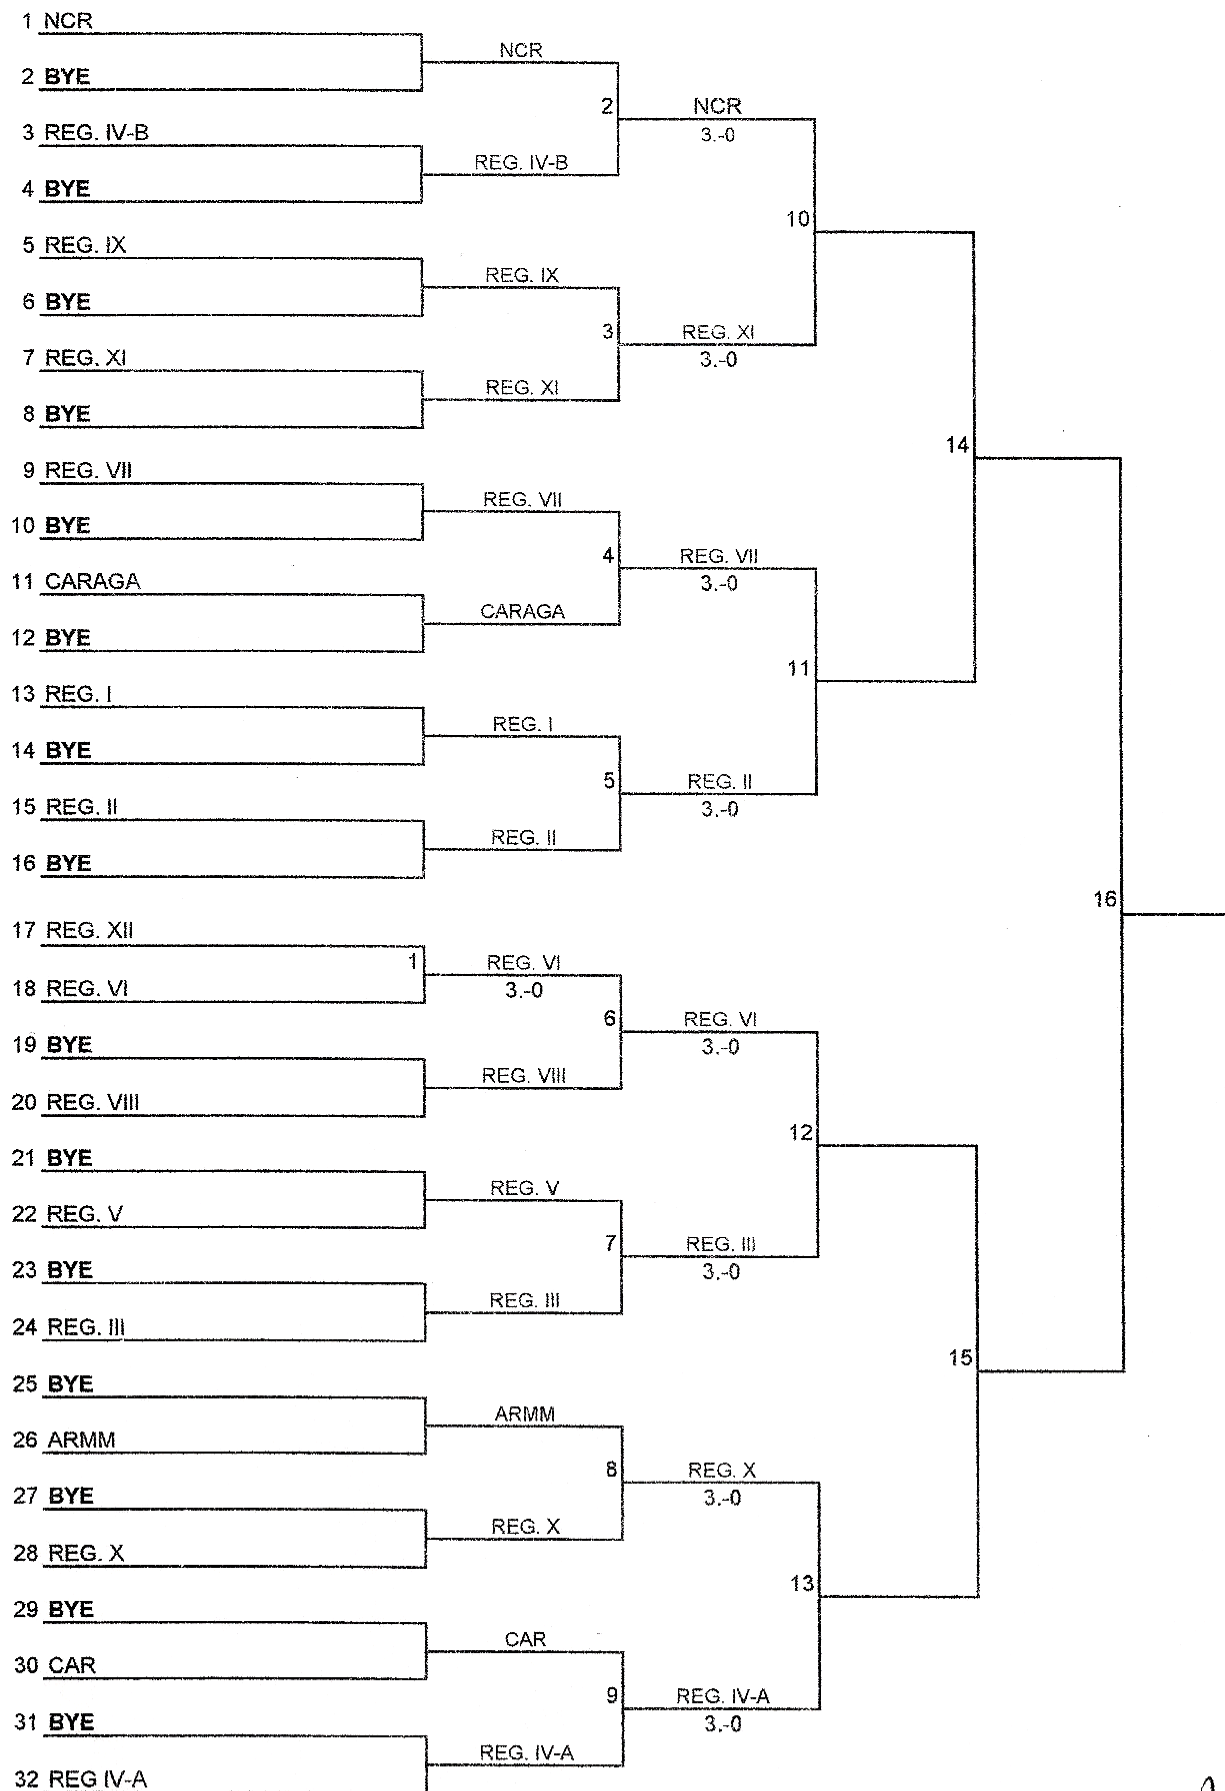 1 NCR
NCR
2 BYE
2
NCR
3.-0
3 REG. IV-B
REG. IV-B
4 BYE
10
5 REG. IX
REG. IX
6 BYE
3
REG. XI
3.-0
7 REG. XI
REG. XI
8 BYE
14
9 REG. VII
REG. VII
10 BYE
4
REG. VII
3.-0
11 CARAGA
CARAGA
12 BYE
11
13 REG. I
REG. I
14 BYE
5
REG. II
3.-0
15 REG. II
REG. II
16 BYE
16
17 REG. XII
1
REG. VI
3.-0
18 REG. VI
6
REG. VI
3.-0
19 BYE
REG. VIII
20 REG. VIII
12
21 BYE
REG. V
22 REG. V
7
REG. III
3.-0
23 BYE
REG. III
24 REG. III
15
25 BYE
ARMM
26 ARMM
8
REG. X
3.-0
27 BYE
REG. X
28 REG. X
13
29 BYE
CAR
30 CAR
9
REG. IV-A
3.-0
31 BYE
REG. IV-A
32 REG IV-A